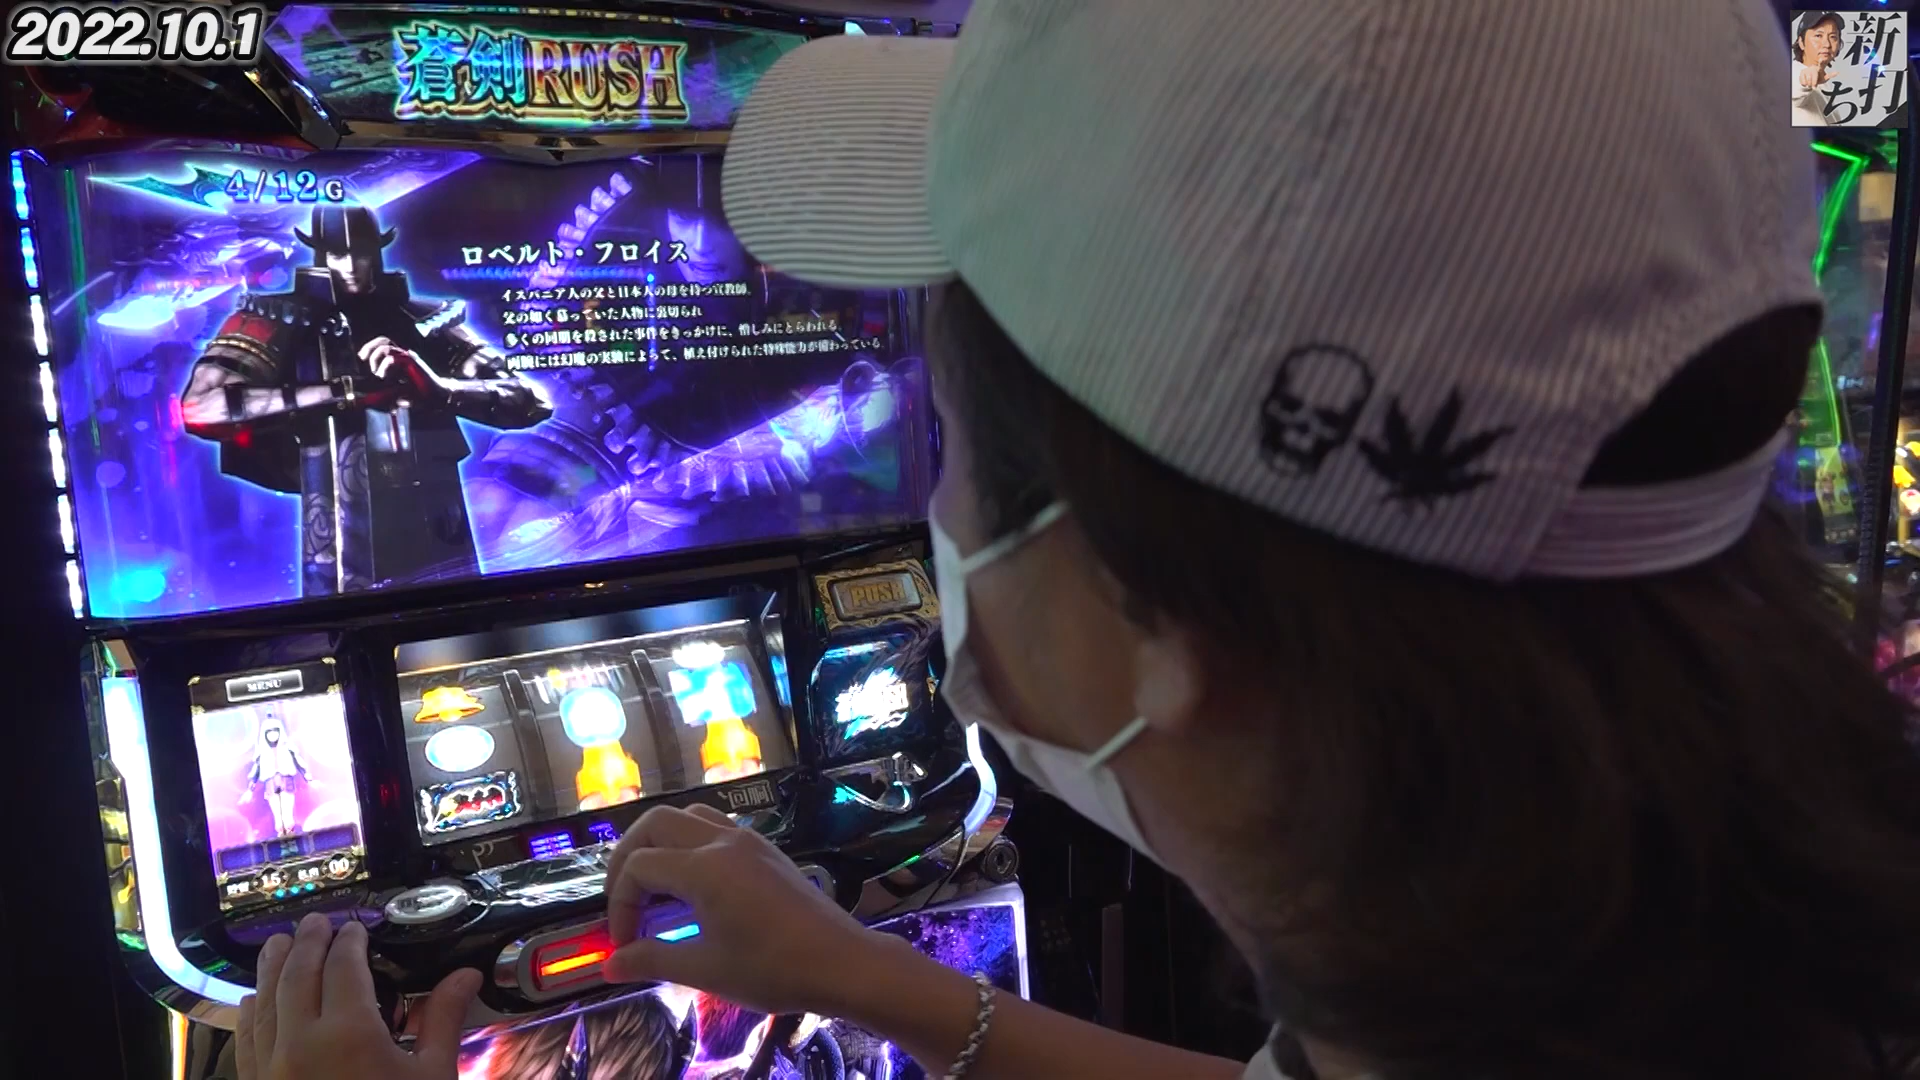 2022.10.1
新打ち
蒼剣RUSH
4/12G
ロベルト・フロイス
イスパニア人の父と日本人の母を持つ宣教師。
父の如く慕っていた人物に裏切られ
多くの同胞を殺された事件をきっかけに、憎しみにとらわれる。
両腕には幻魔の実験によって、植え付けられた特殊能力が備わっている。
PUSH
MENU
15
00